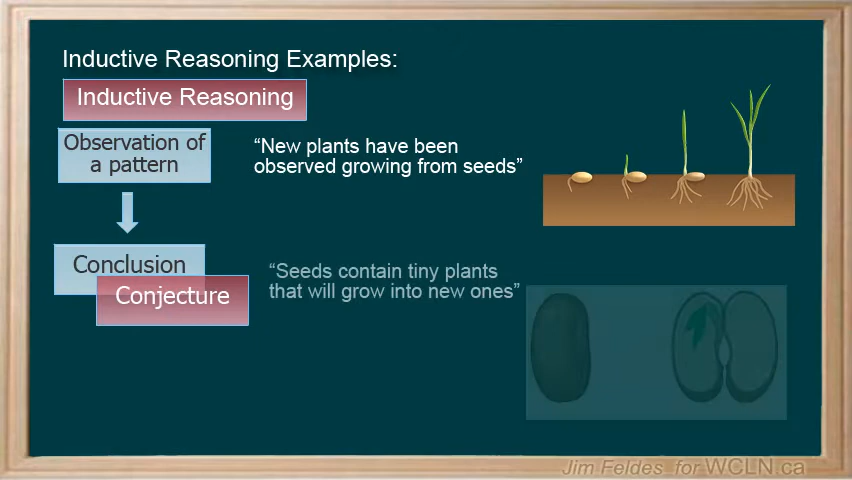 Inductive Reasoning Examples:
Inductive Reasoning
Observation of
a pattern
“New plants have been
observed growing from seeds”
Conclusion
Conjecture
“Seeds contain tiny plants
that will grow into new ones”
Jim Feldes for WCLN.ca